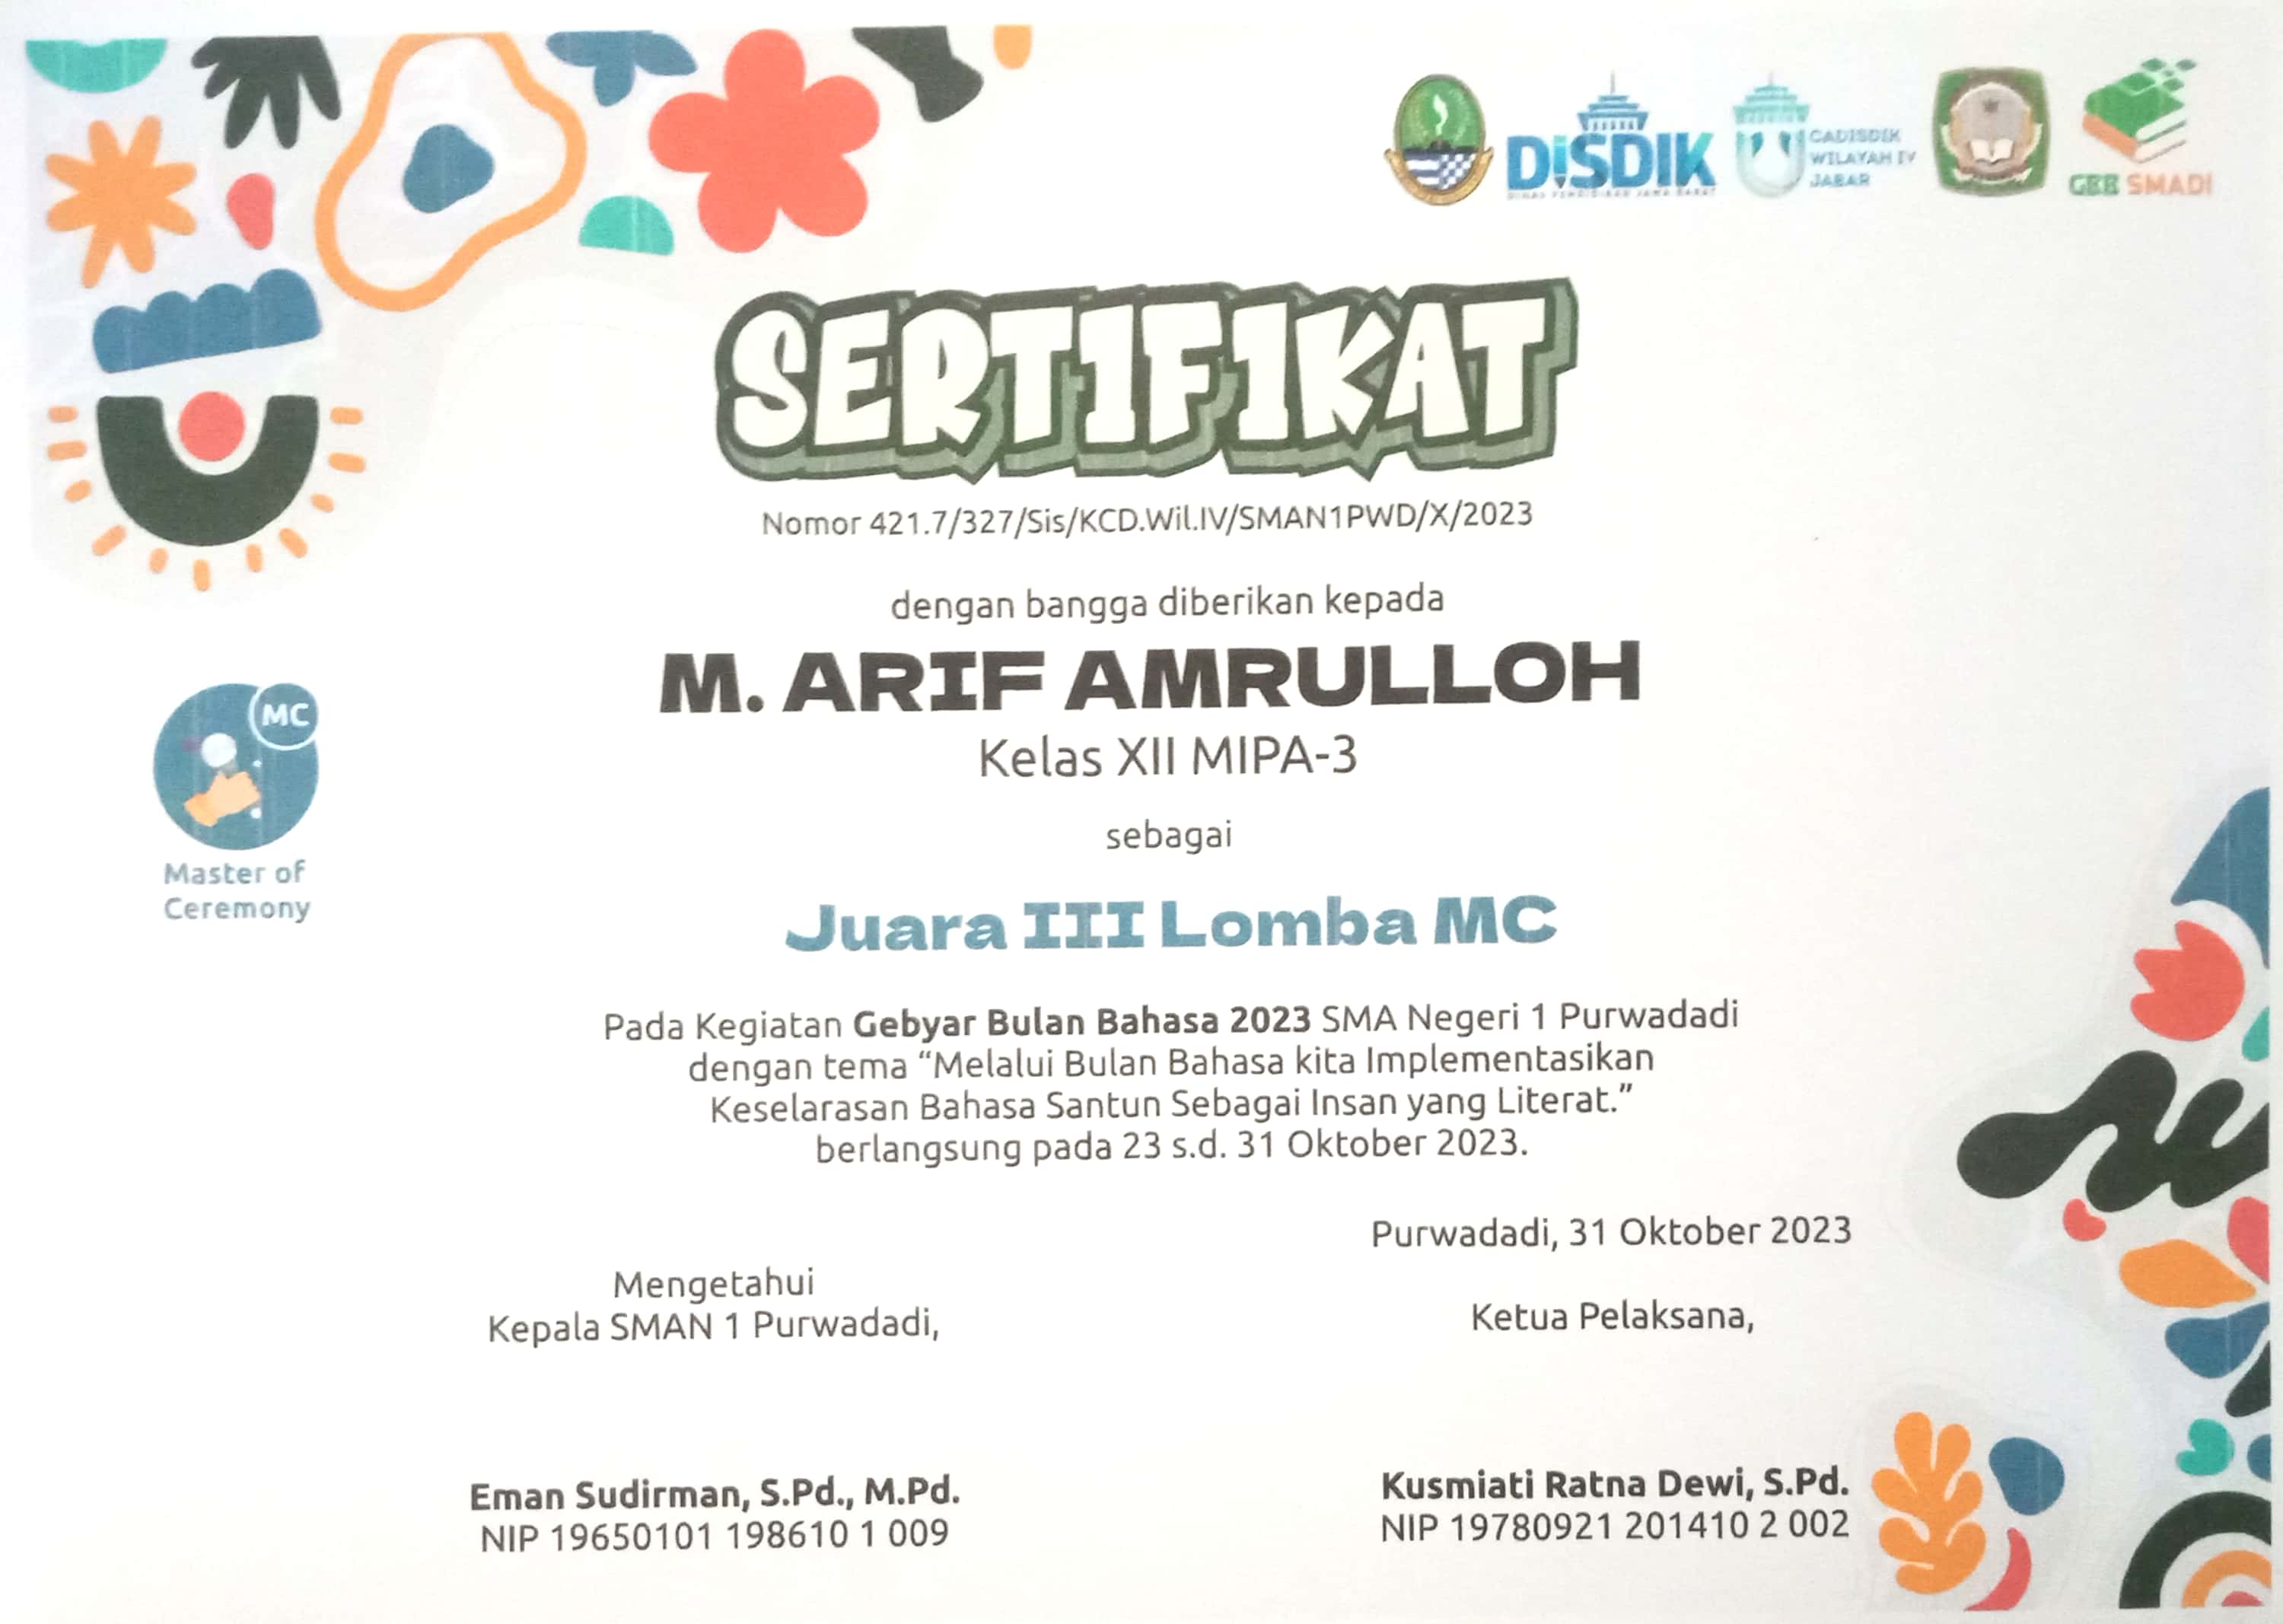 DISDIK
DINAS PENDIDIKAN JAWA BARAT
CADISDIK
WILAYAH IV
JABAR
GEB SMADI
SERTIFIKAT
Nomor 421.7/327/Sis/KCD.Wil.IV/SMAN1PWD/X/2023
dengan bangga diberikan kepada
M. ARIF AMRULLOH
Kelas XII MIPA-3
sebagai
MC
Master of
Ceremony
Juara III Lomba MC
Pada Kegiatan Gebyar Bulan Bahasa 2023 SMA Negeri 1 Purwadadi
dengan tema “Melalui Bulan Bahasa kita Implementasikan
Keselarasan Bahasa Santun Sebagai Insan yang Literat.”
berlangsung pada 23 s.d. 31 Oktober 2023.
Purwadadi, 31 Oktober 2023
Mengetahui
Kepala SMAN 1 Purwadadi,
Ketua Pelaksana,
Eman Sudirman, S.Pd., M.Pd.
NIP 19650101 198610 1 009
Kusmiati Ratna Dewi, S.Pd.
NIP 19780921 201410 2 002